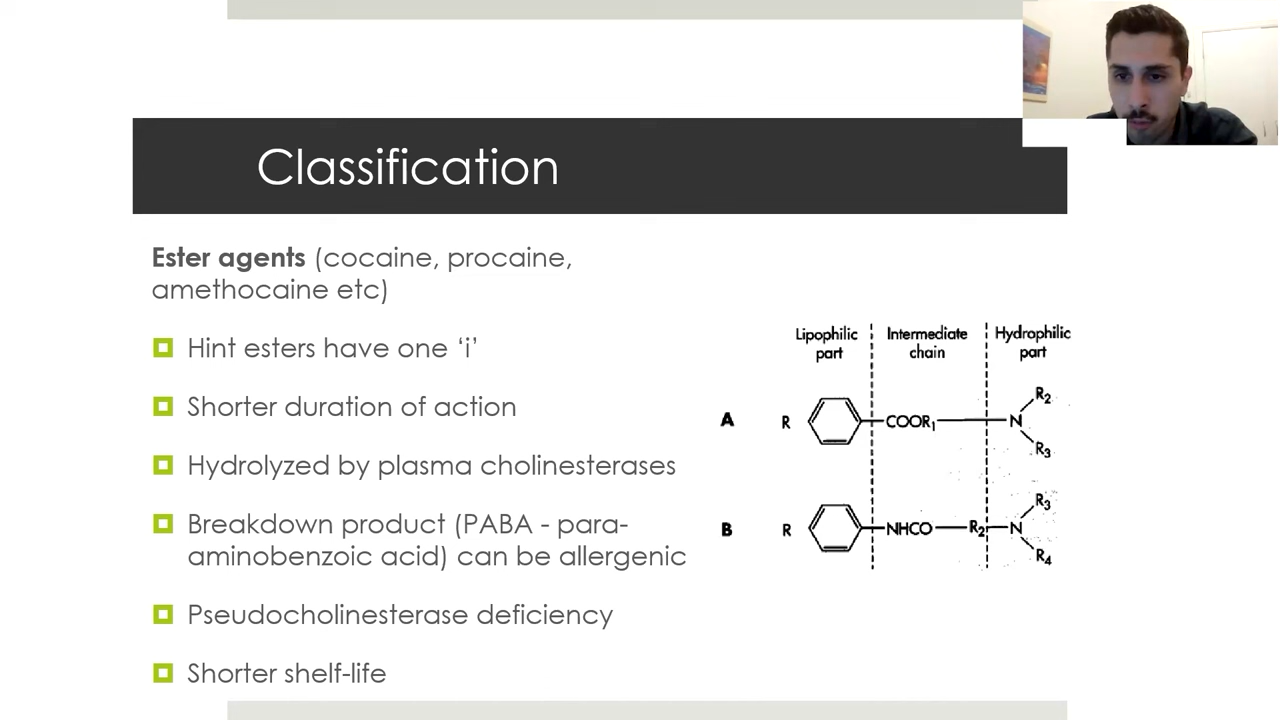 Classification
Ester agents (cocaine, procaine,
amethocaine etc)
Hint esters have one ‘i’
Shorter duration of action
Hydrolyzed by plasma cholinesterases
Breakdown product (PABA - para-
aminobenzoic acid) can be allergenic
Pseudocholinesterase deficiency
Shorter shelf-life
Lipophilic part
Intermediate chain
Hydrophilic part
A R COOR₁ N R₂ R₃
B R NHCO R₂ N R₃ R₄